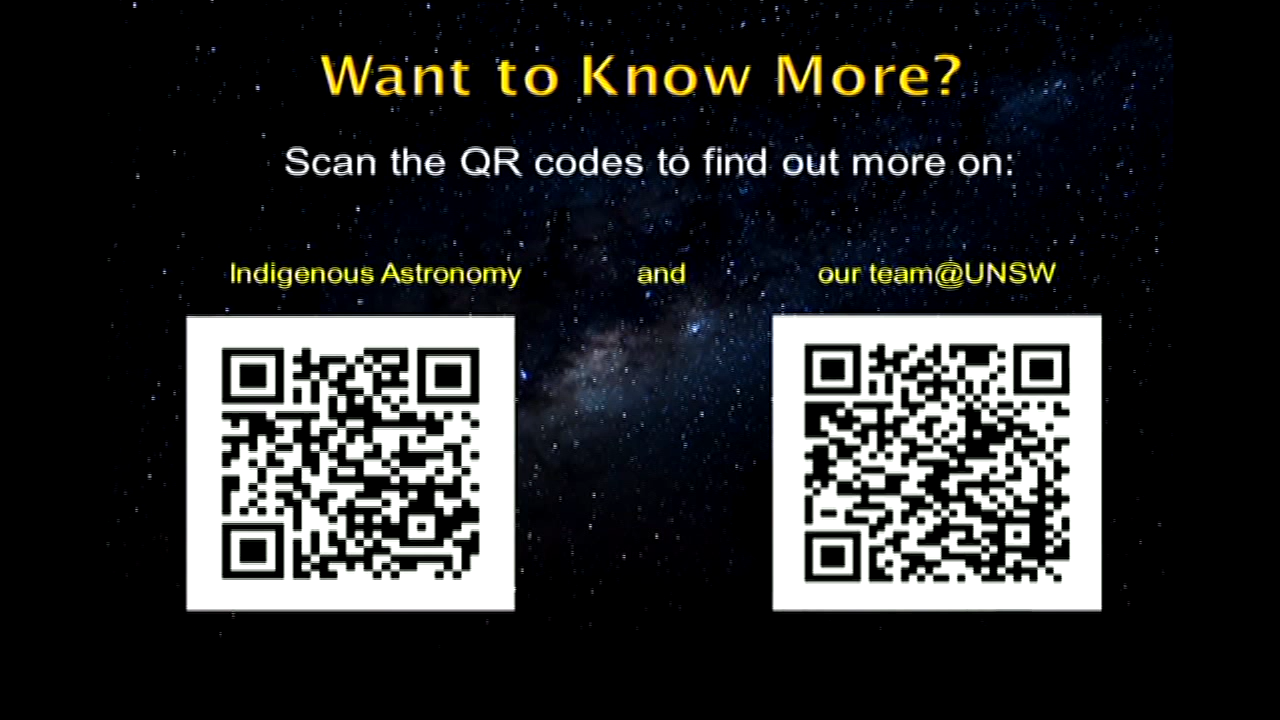 Want to Know More?
Scan the QR codes to find out more on:
Indigenous Astronomy and our team@UNSW